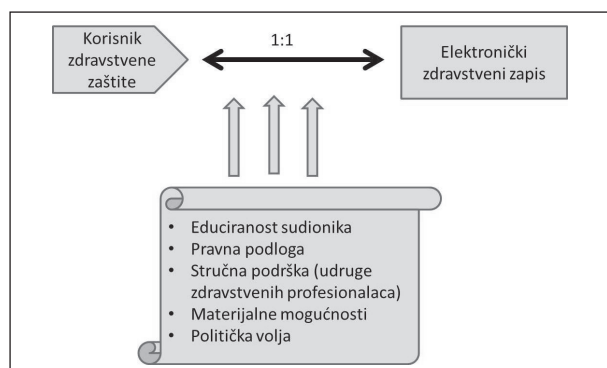 Korisnik
zdravstvene
zaštite
1:1
Elektronički
zdravstveni zapis
• Educiranost sudionika
• Pravna podloga
• Stručna podrška (udruge
zdravstvenih profesionalaca)
• Materijalne mogućnosti
• Politička volja